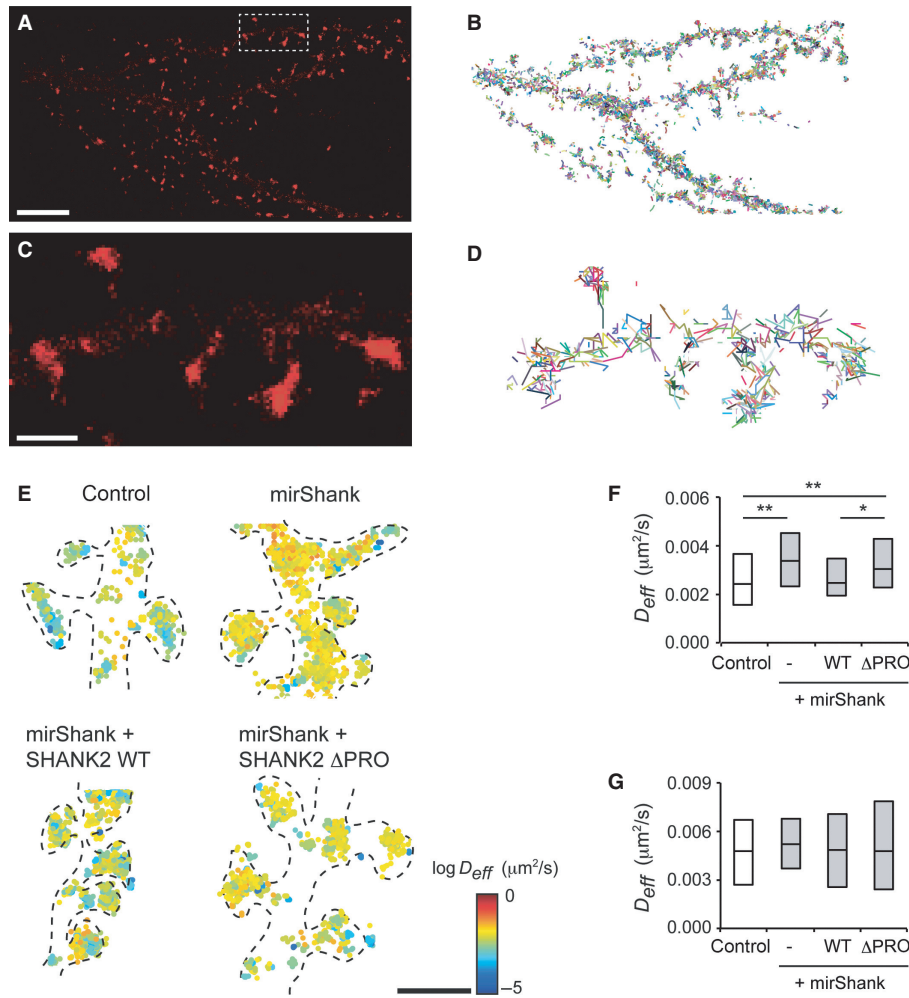 A
B
C
D
E
Control
mirShank
mirShank +
SHANK2 WT
mirShank +
SHANK2 ΔPRO
log Deff (μm²/s)
0
−5
F
Deff (μm²/s)
0.006
0.004
0.002
0.000
**
**
*
Control
-
WT
ΔPRO
+ mirShank
G
Deff (μm²/s)
0.009
0.006
0.003
0.000
Control
-
WT
ΔPRO
+ mirShank